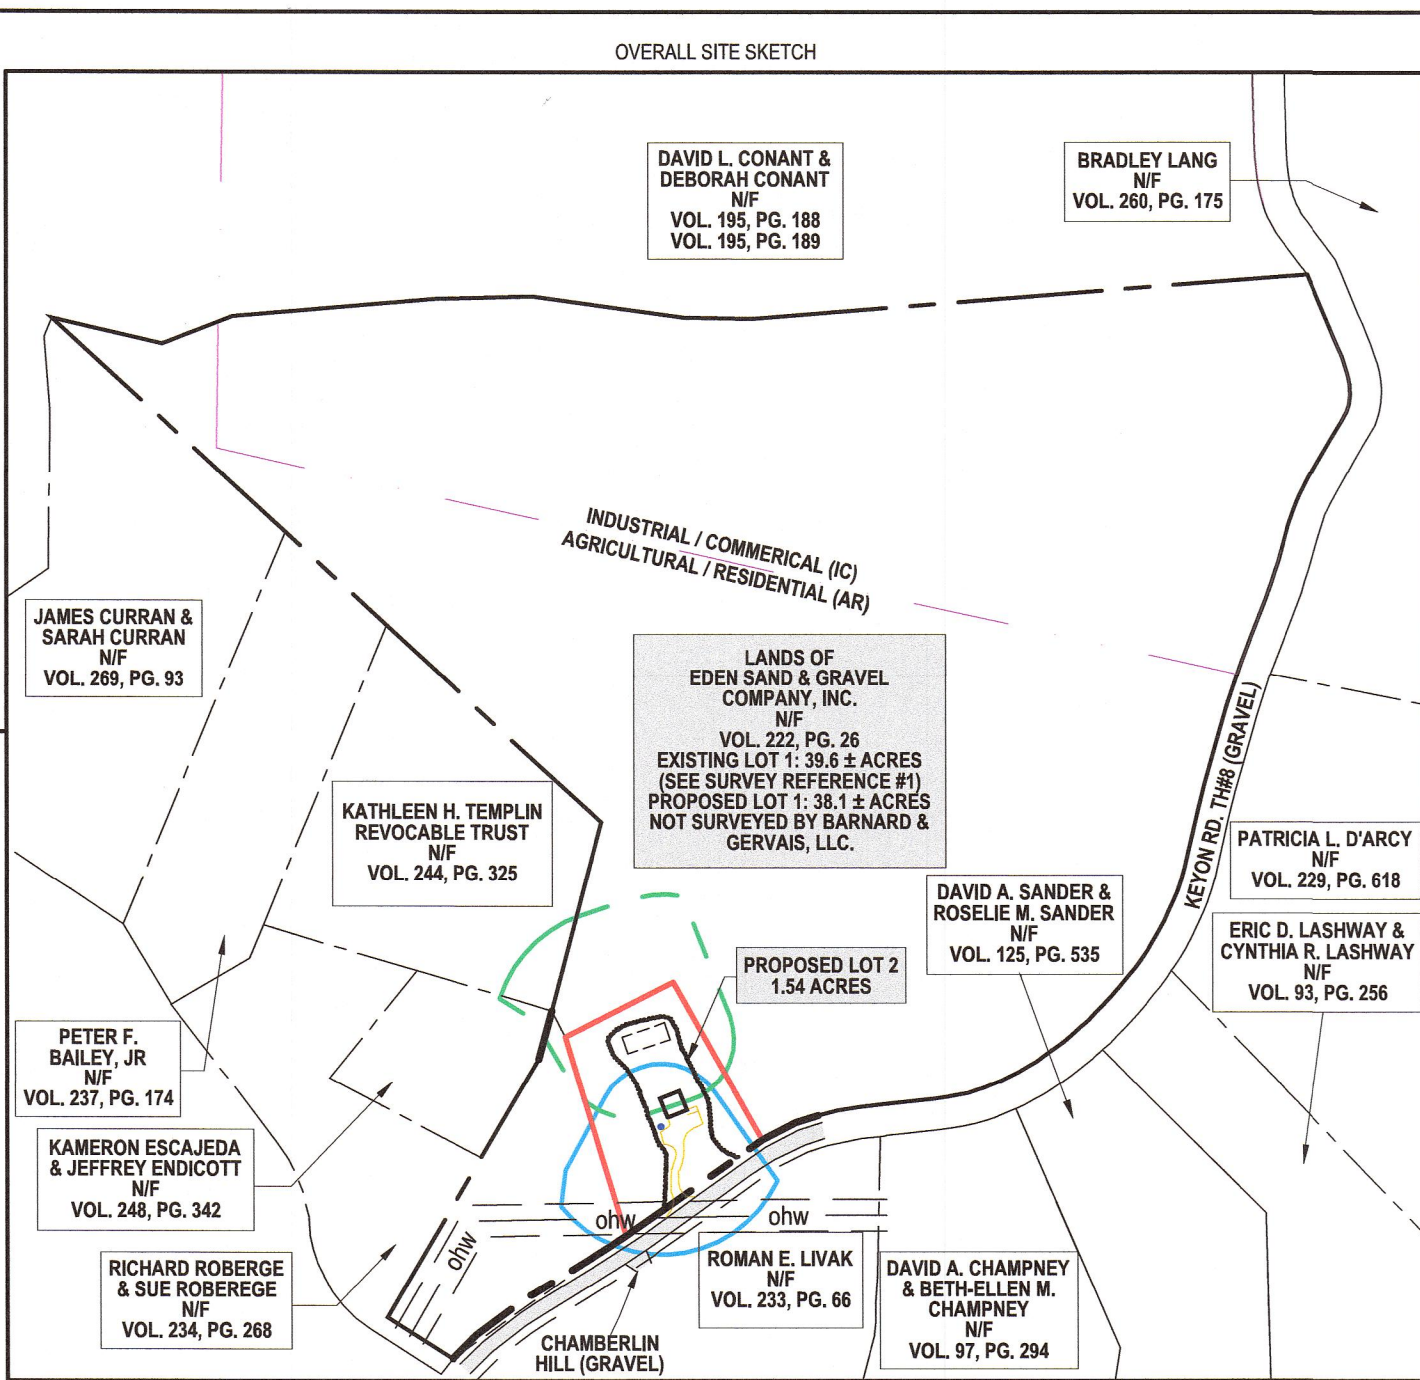 OVERALL SITE SKETCH
DAVID L. CONANT &
DEBORAH CONANT
N/F
VOL. 195, PG. 188
VOL. 195, PG. 189
BRADLEY LANG
N/F
VOL. 260, PG. 175
INDUSTRIAL / COMMERICAL (IC)
AGRICULTURAL / RESIDENTIAL (AR)
JAMES CURRAN &
SARAH CURRAN
N/F
VOL. 269, PG. 93
LANDS OF
EDEN SAND & GRAVEL
COMPANY, INC.
N/F
VOL. 222, PG. 26
EXISTING LOT 1: 39.6 ± ACRES
(SEE SURVEY REFERENCE #1)
PROPOSED LOT 1: 38.1 ± ACRES
NOT SURVEYED BY BARNARD &
GERVAIS, LLC.
KEYON RD. TH#8 (GRAVEL)
KATHLEEN H. TEMPLIN
REVOCABLE TRUST
N/F
VOL. 244, PG. 325
PATRICIA L. D'ARCY
N/F
VOL. 229, PG. 618
DAVID A. SANDER &
ROSELIE M. SANDER
N/F
VOL. 125, PG. 535
ERIC D. LASHWAY &
CYNTHIA R. LASHWAY
N/F
VOL. 93, PG. 256
PROPOSED LOT 2
1.54 ACRES
PETER F.
BAILEY, JR
N/F
VOL. 237, PG. 174
KAMERON ESCAJEDA
& JEFFREY ENDICOTT
N/F
VOL. 248, PG. 342
ohw
ohw
ohw
RICHARD ROBERGE
& SUE ROBEREGE
N/F
VOL. 234, PG. 268
ROMAN E. LIVAK
N/F
VOL. 233, PG. 66
DAVID A. CHAMPNEY
& BETH-ELLEN M.
CHAMPNEY
N/F
VOL. 97, PG. 294
CHAMBERLIN
HILL (GRAVEL)